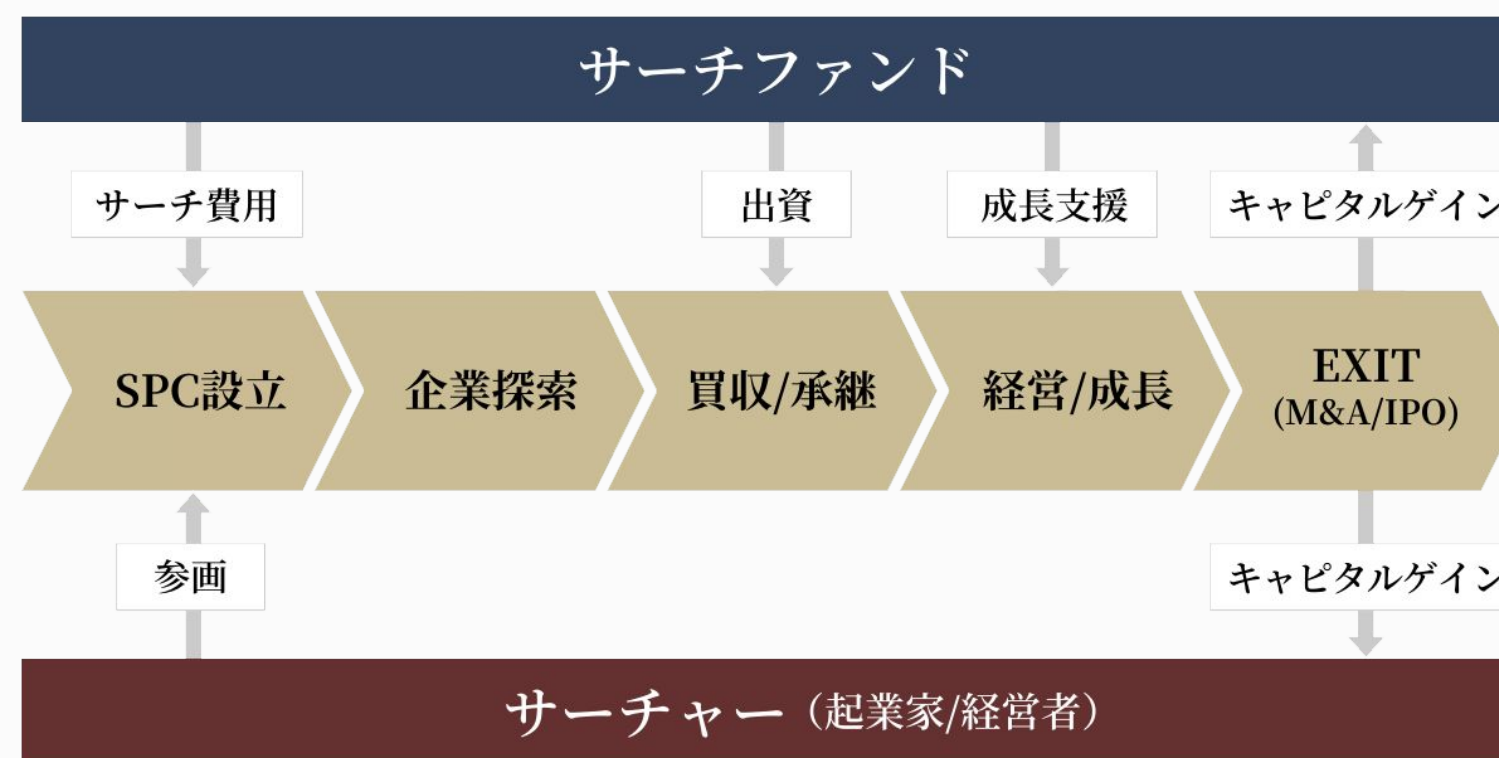 サーチファンド
サーチ費用
出資
成長支援
キャピタルゲイン
SPC設立
企業探索
買収/承継
経営/成長
EXIT
(M&A/IPO)
参画
キャピタルゲイン
サーチャー（起業家/経営者）